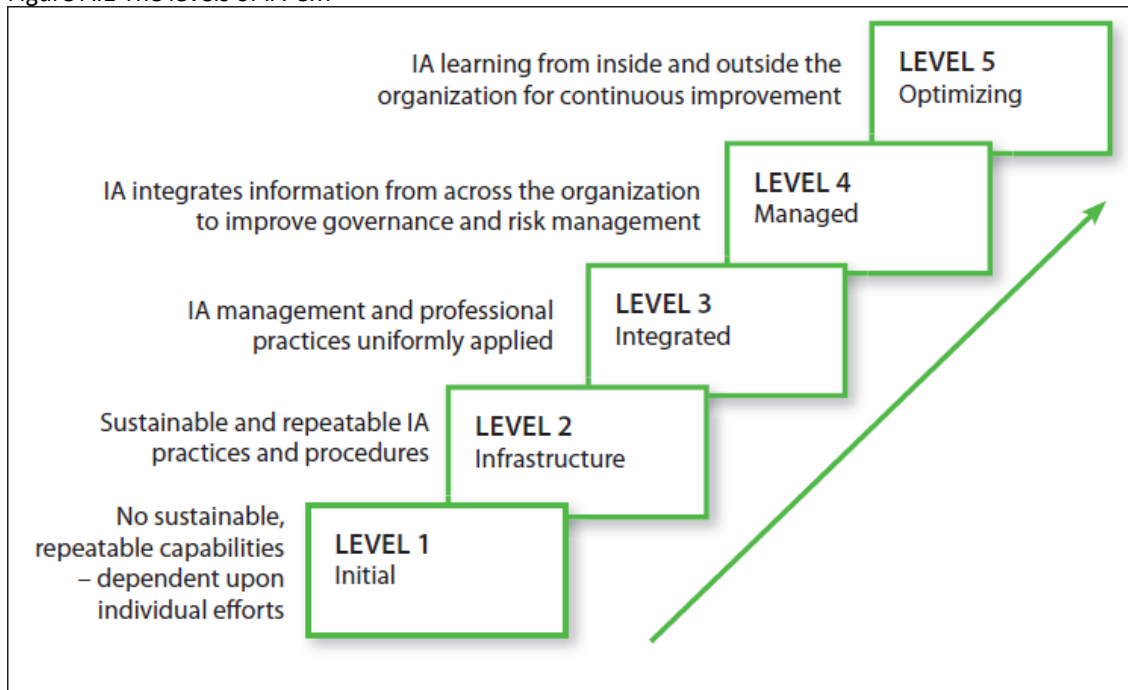 The levels of
IA learning from inside and outside the
organization for continuous improvement
LEVEL 5
Optimizing
IA integrates information from across the organization
to improve governance and risk management
LEVEL 4
Managed
IA management and professional
practices uniformly applied
LEVEL 3
Integrated
Sustainable and repeatable IA
practices and procedures
LEVEL 2
Infrastructure
No sustainable,
repeatable capabilities
– dependent upon
individual efforts
LEVEL 1
Initial